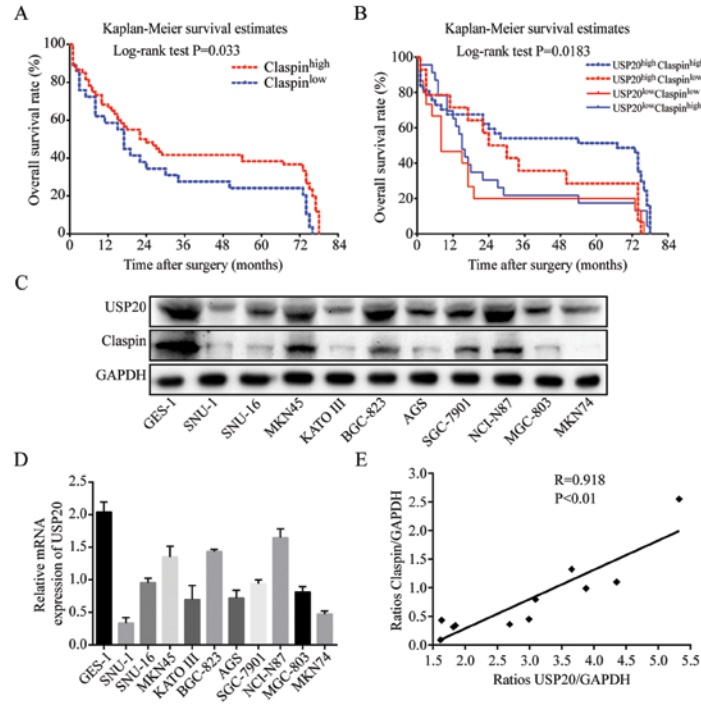 A
Kaplan-Meier survival estimates
Log-rank test P=0.033
Claspinhigh
Claspinlow
Overall survival rate (%)
100
80
60
40
20
0
0 12 24 36 48 60 72 84
Time after surgery (months)
B
Kaplan-Meier survival estimates
Log-rank test P=0.0183
USP20highClaspinhigh
USP20highClaspinlow
USP20lowClaspinlow
USP20lowClaspinhigh
Overall survival rate (%)
100
80
60
40
20
0
0 12 24 36 48 60 72 84
Time after surgery (months)
C
USP20
Claspin
GAPDH
GES-1 SNU-1 SNU-16 MKN45 KATO III BGC-823 AGS SGC-7901 NCI-N87 MGC-803 MKN74
D
Relative mRNA
expression of USP20
2.5
2.0
1.5
1.0
0.5
0.0
GES-1 SNU-1 SNU-16 MKN45 KATO III BGC-823 AGS SGC-7901 NCI-N87 MGC-803 MKN74
E
R=0.918
P<0.01
Ratios Claspin/GAPDH
3.0
2.5
2.0
1.5
1.0
0.5
0.0
1.5 2.0 2.5 3.0 3.5 4.0 4.5 5.0 5.5
Ratios USP20/GAPDH